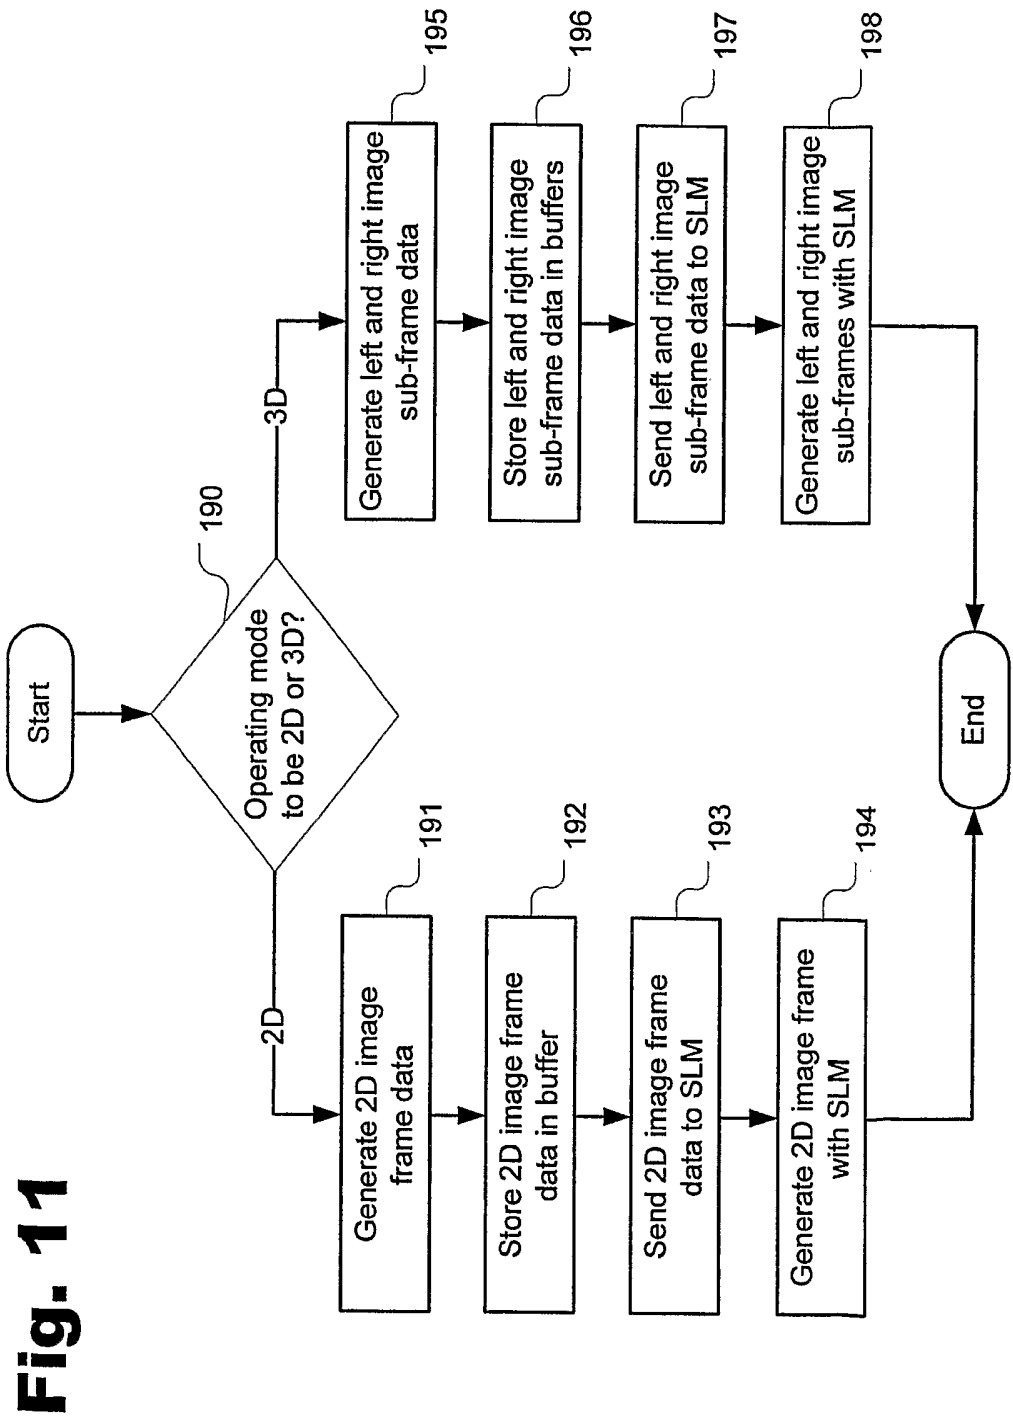 Fig. 11
Start
Operating mode
to be 2D or 3D?
190
2D
3D
Generate 2D image
frame data
191
Store 2D image frame
data in buffer
192
Send 2D image frame
data to SLM
193
Generate 2D image frame
with SLM
194
Generate left and right image
sub-frame data
195
Store left and right image
sub-frame data in buffers
196
Send left and right image
sub-frame data to SLM
197
Generate left and right image
sub-frames with SLM
198
End